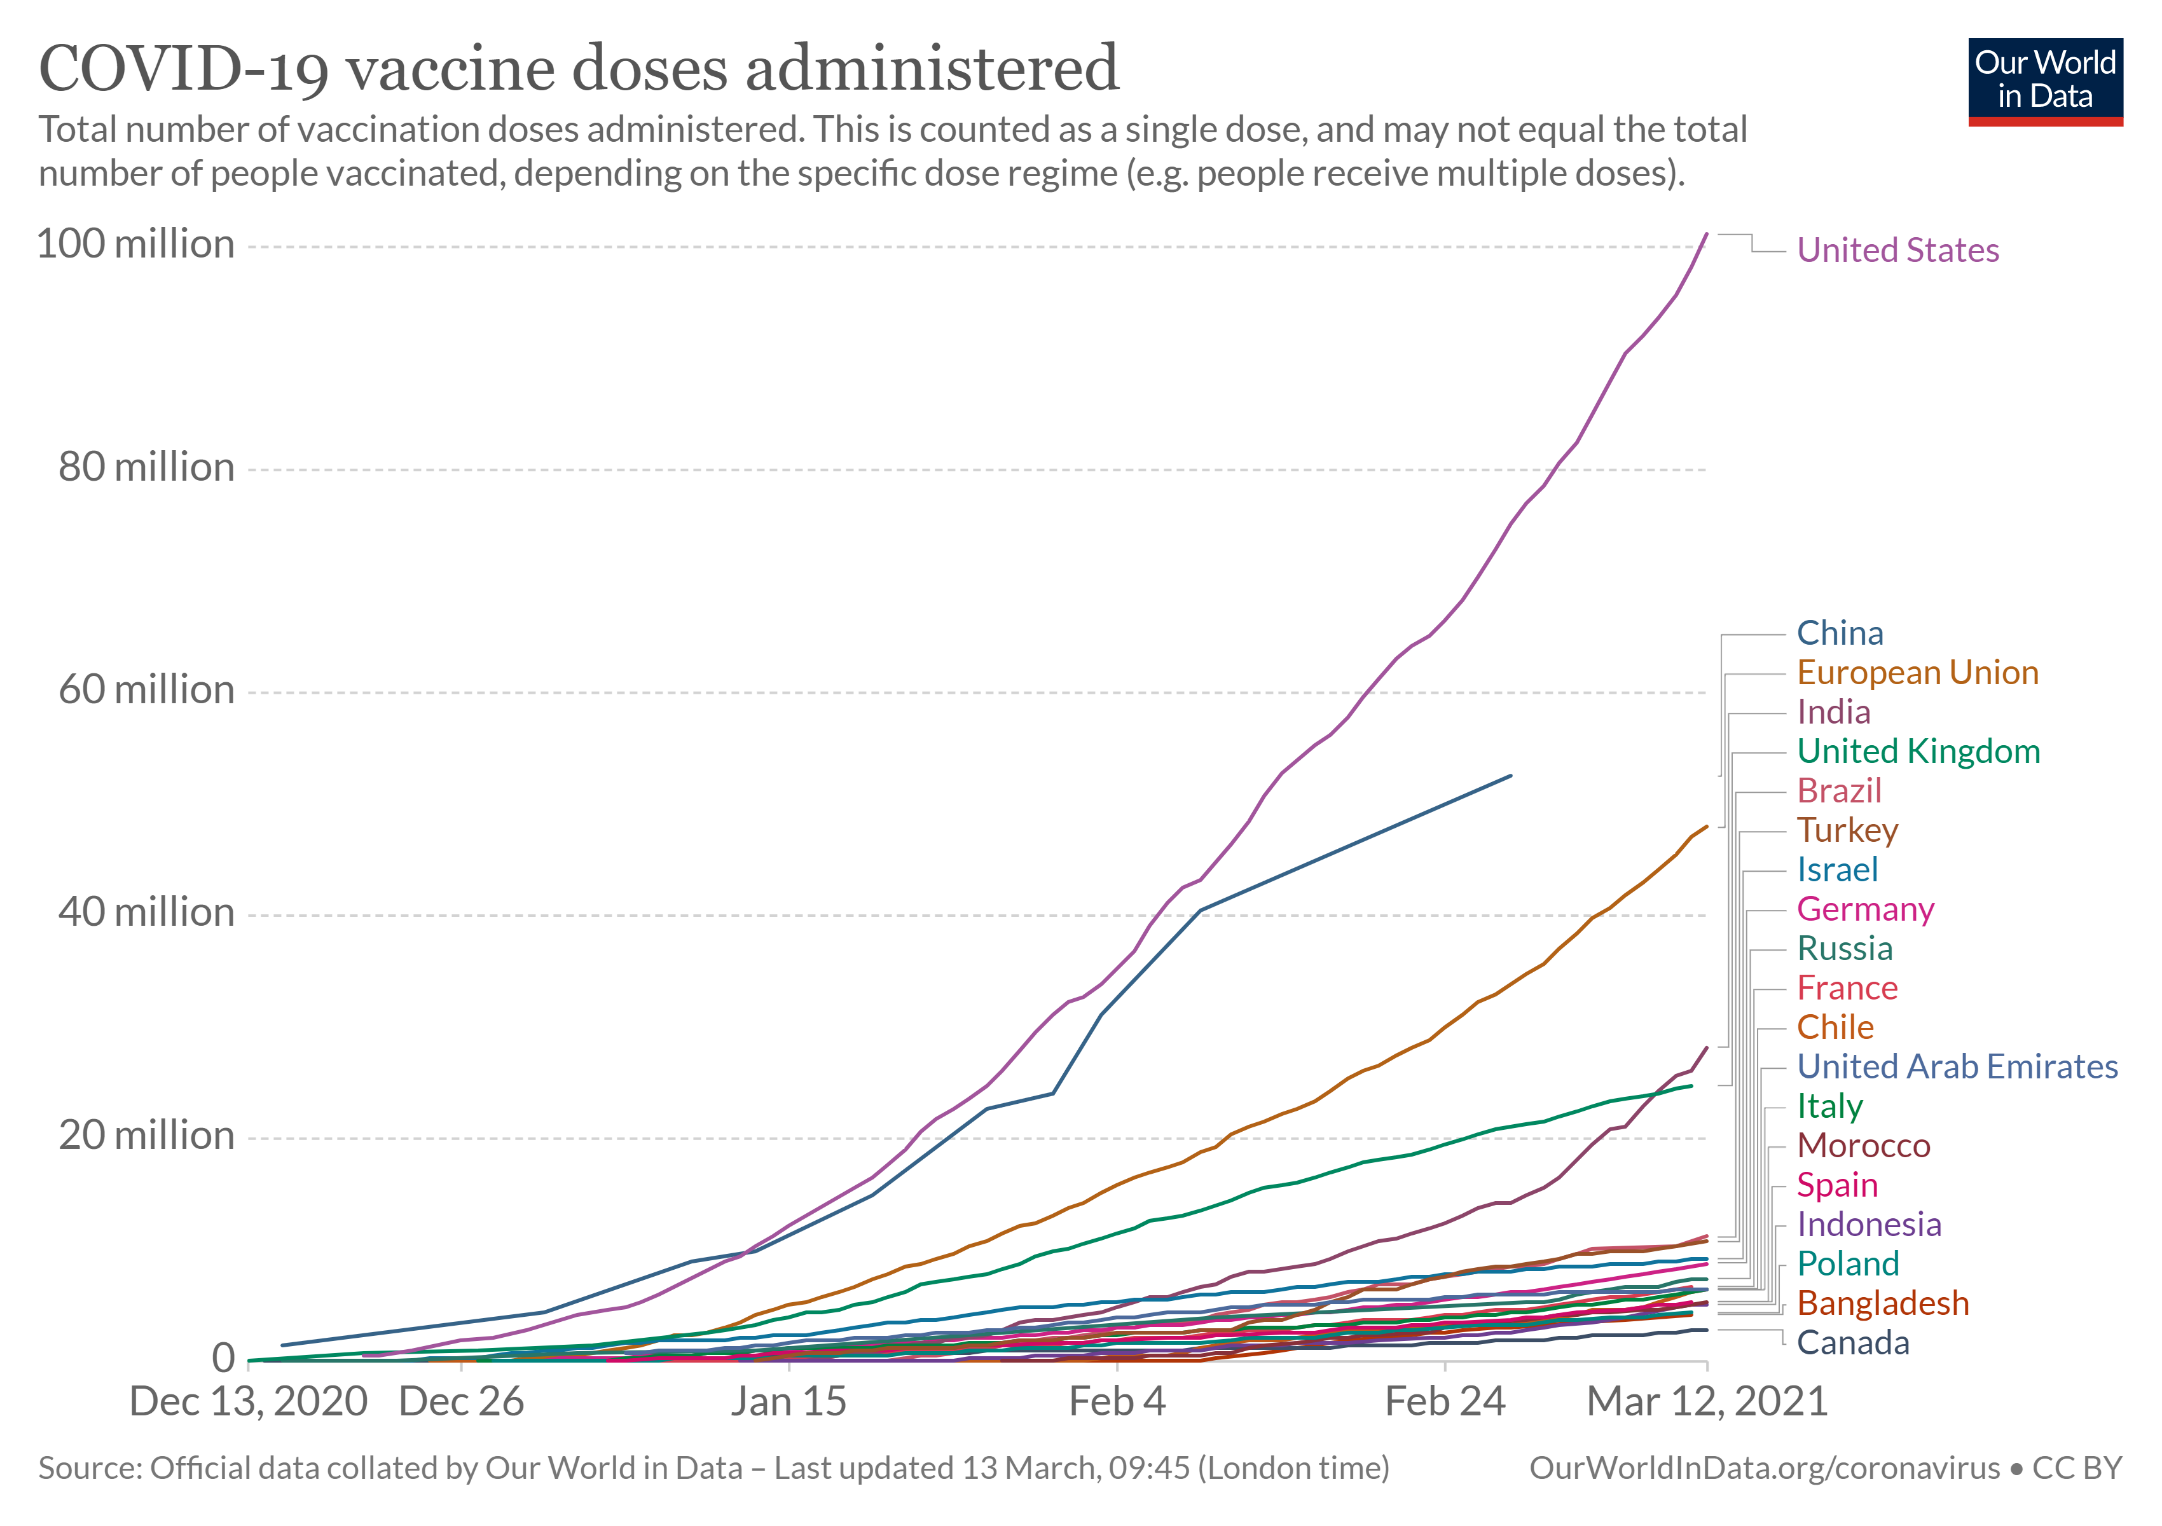 COVID-19 vaccine doses administered
Our World
in Data
Total number of vaccination doses administered. This is counted as a single dose, and may not equal the total
number of people vaccinated, depending on the specific dose regime (e.g. people receive multiple doses).
100 million
80 million
60 million
40 million
20 million
0
United States
China
European Union
India
United Kingdom
Brazil
Turkey
Israel
Germany
Russia
France
Chile
United Arab Emirates
Italy
Morocco
Spain
Indonesia
Poland
Bangladesh
Canada
Dec 13, 2020 Dec 26 Jan 15 Feb 4 Feb 24 Mar 12, 2021
Source: Official data collated by Our World in Data – Last updated 13 March, 09:45 (London time)
OurWorldInData.org/coronavirus • CC BY